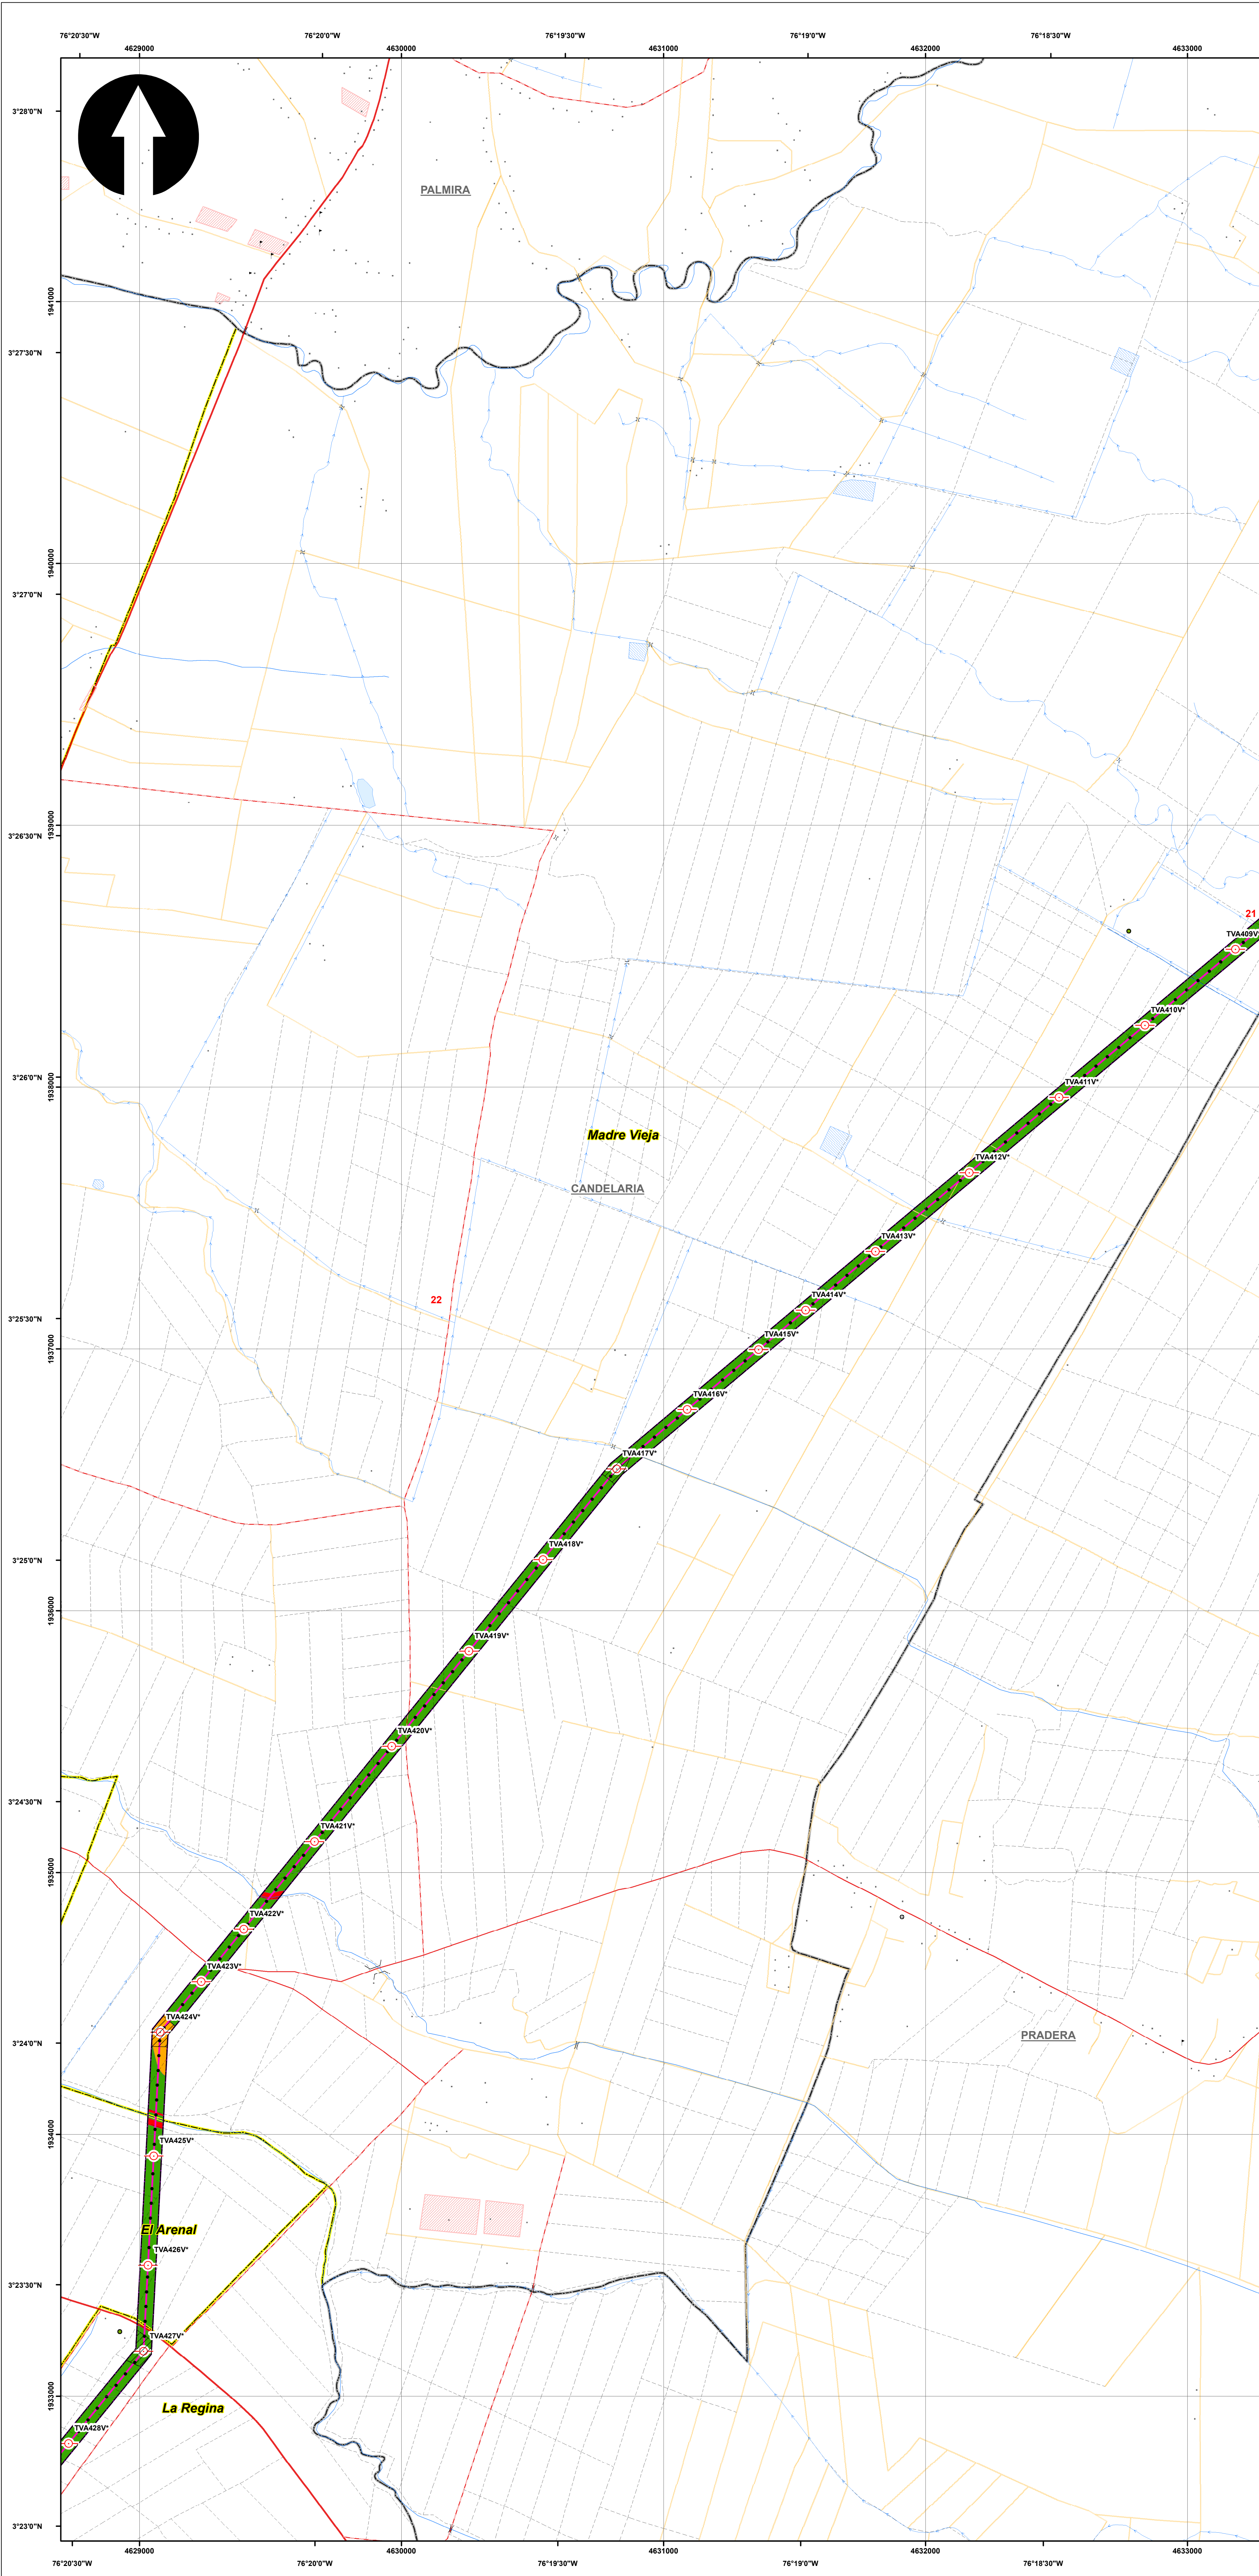 76°20'30"W 76°20'0"W 76°19'30"W 76°19'0"W 76°18'30"W
4629000 4630000 4631000 4632000 4633000
3°28'0"N
PALMIRA
1941000
3°27'30"N
1940000
3°27'0"N
1939000
3°26'30"N
21
TVA409V*
TVA410V*
3°26'0"N
1938000
TVA411V*
Madre Vieja
TVA412V*
CANDELARIA
TVA413V*
22
TVA414V*
3°25'30"N
TVA415V*
1937000
TVA416V*
TVA417V*
TVA418V*
3°25'0"N
1936000
TVA419V*
TVA420V*
3°24'30"N
TVA421V*
1935000
TVA422V*
TVA423V*
TVA424V*
3°24'0"N
PRADERA
1934000
TVA425V*
El Arenal
TVA426V*
3°23'30"N
TVA427V*
1933000
La Regina
TVA428V*
3°23'0"N
4629000 4630000 4631000 4632000 4633000
76°20'30"W 76°20'0"W 76°19'30"W 76°19'0"W 76°18'30"W